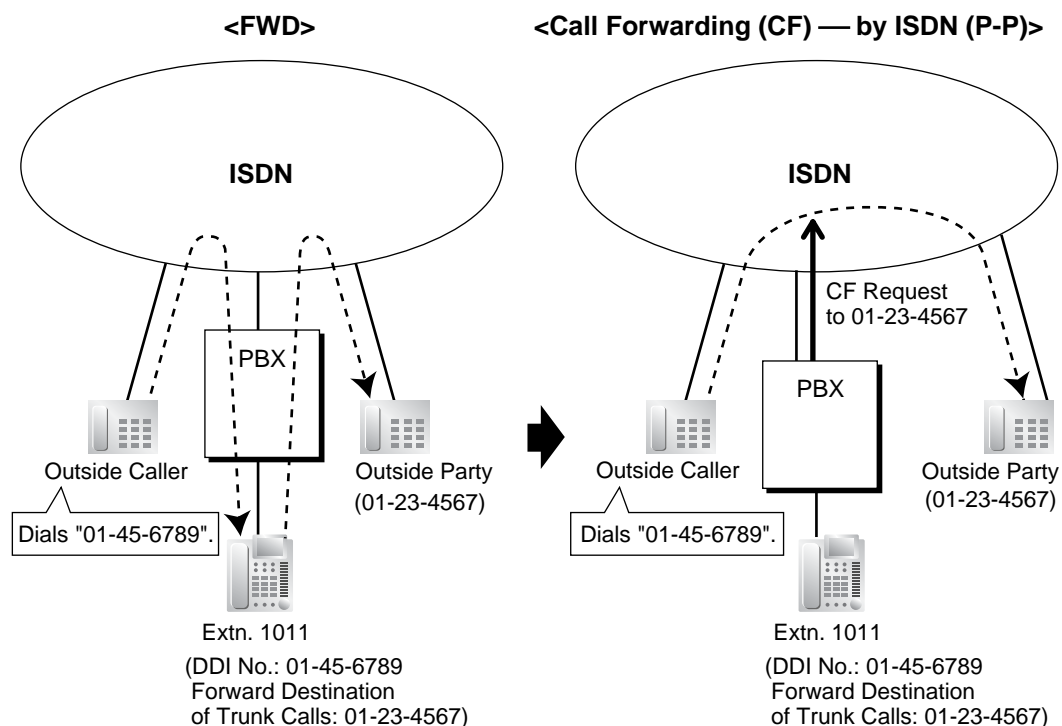 <FWD>
ISDN
PBX
Outside Caller
Dials "01-45-6789".
Outside Party
(01-23-4567)
Extn. 1011
(DDI No.: 01-45-6789
Forward Destination
of Trunk Calls: 01-23-4567)
<Call Forwarding (CF) — by ISDN (P-P)>
ISDN
CF Request
to 01-23-4567
PBX
Outside Caller
Dials "01-45-6789".
Outside Party
(01-23-4567)
Extn. 1011
(DDI No.: 01-45-6789
Forward Destination
of Trunk Calls: 01-23-4567)